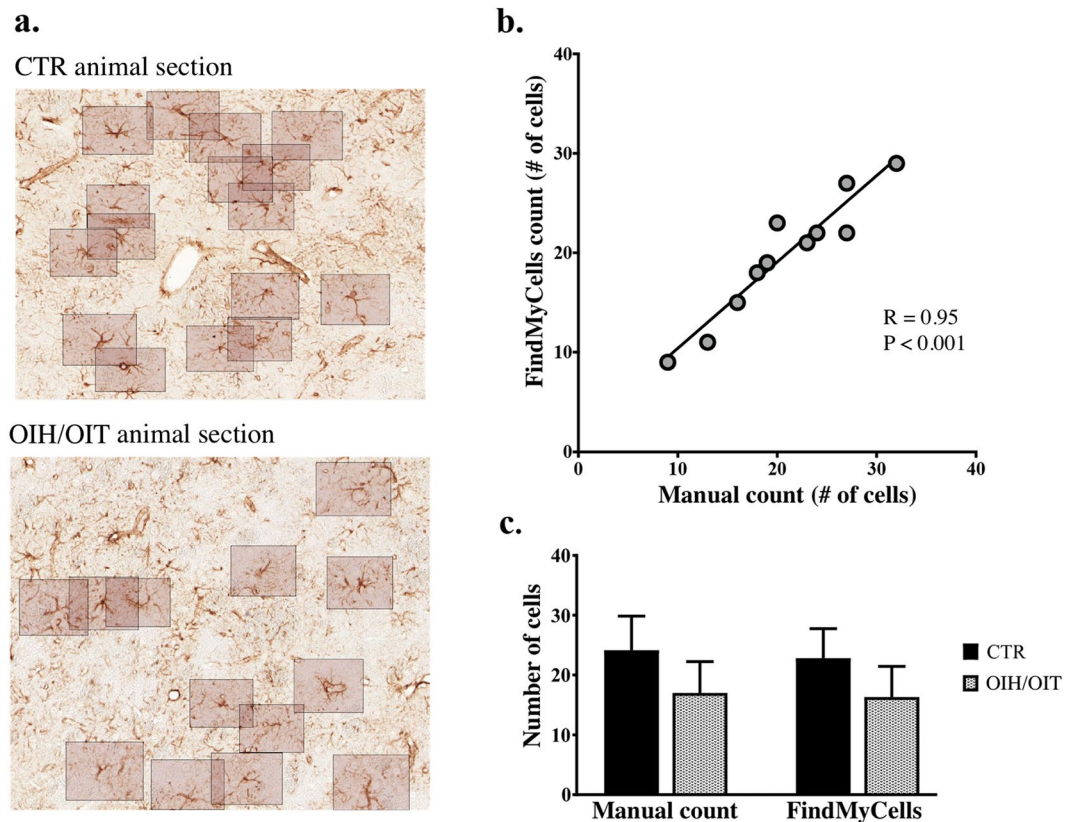 a.
CTR animal section
OIH/OIT animal section
b.
FindMyCells count (# of cells)
40
30
20
10
0
0
10
20
30
40
Manual count (# of cells)
R = 0.95
P < 0.001
c.
Number of cells
40
30
20
10
0
Manual count
FindMyCells
CTR
OIH/OIT